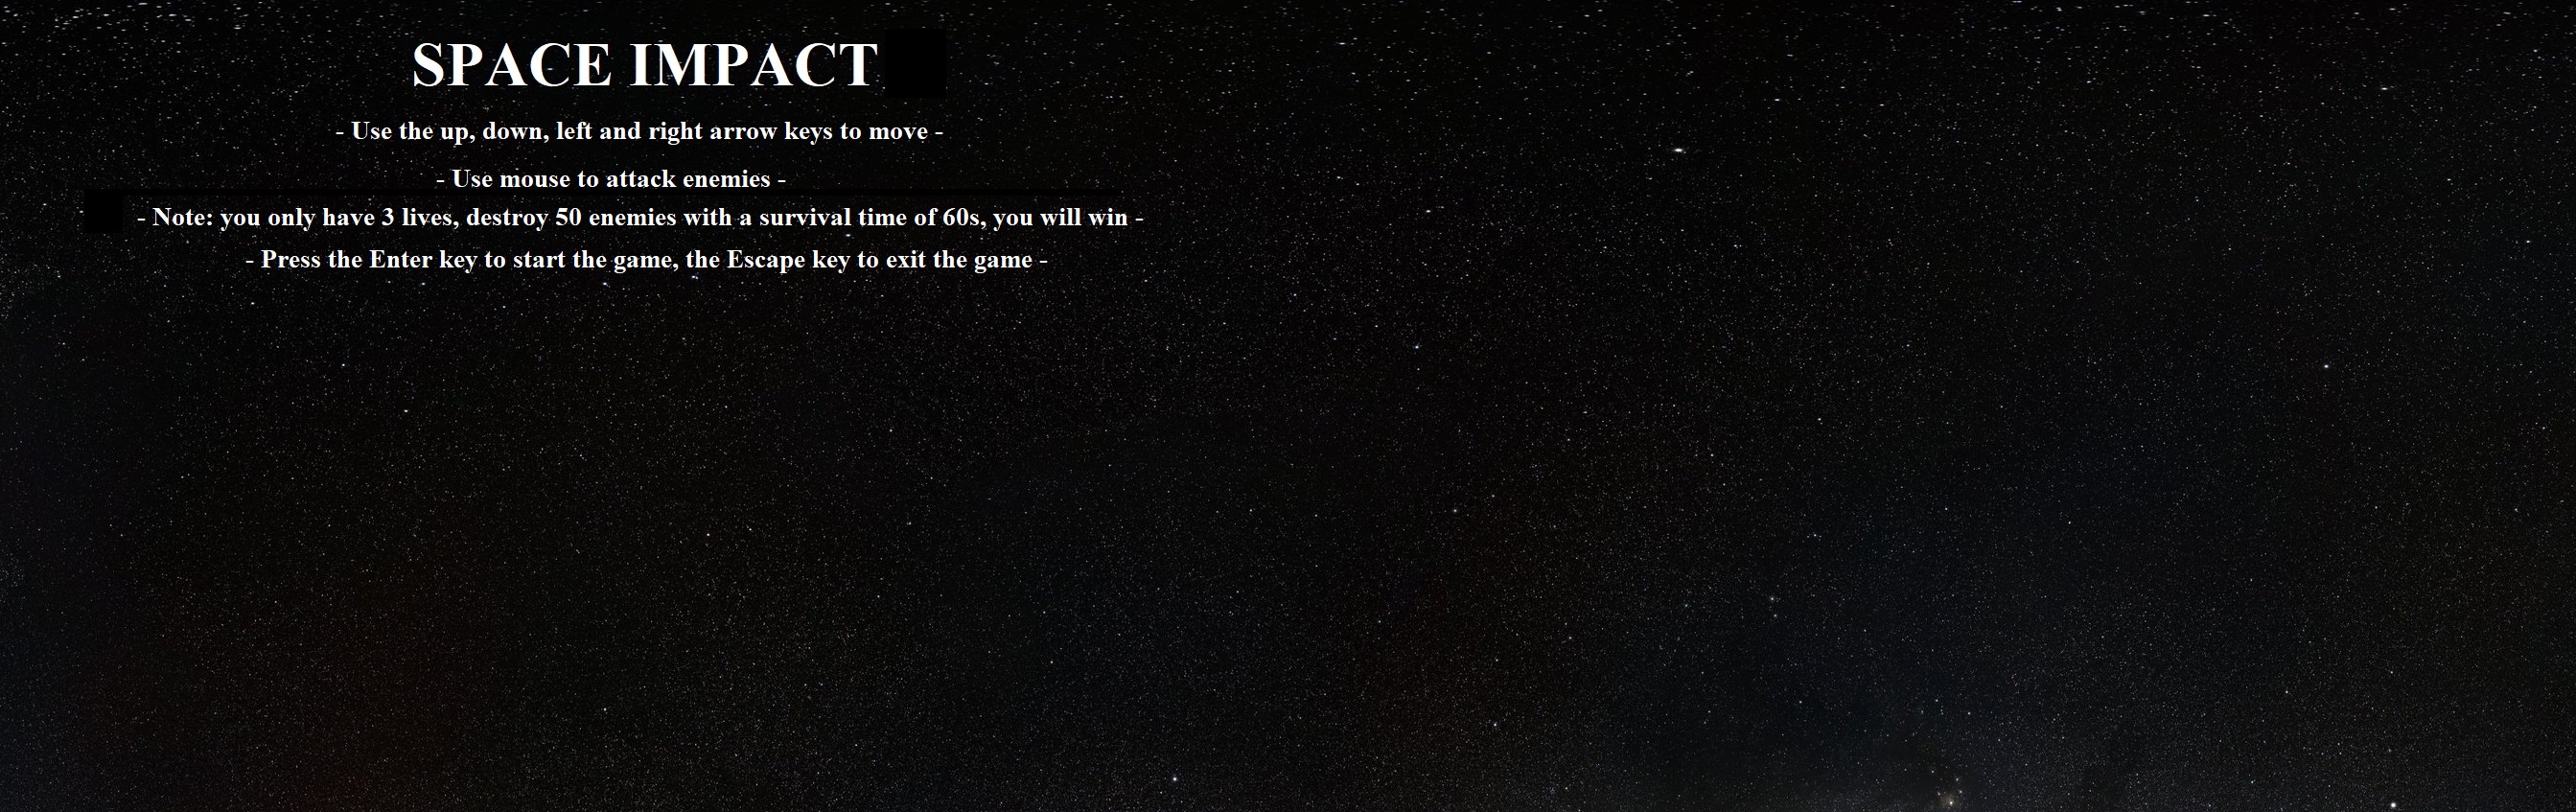 SPACE IMPACT
- Use the up, down, left and right arrow keys to move -
- Use mouse to attack enemies -
- Note: you only have 3 lives, destroy 50 enemies with a survival time of 60s, you will win -
- Press the Enter key to start the game, the Escape key to exit the game -